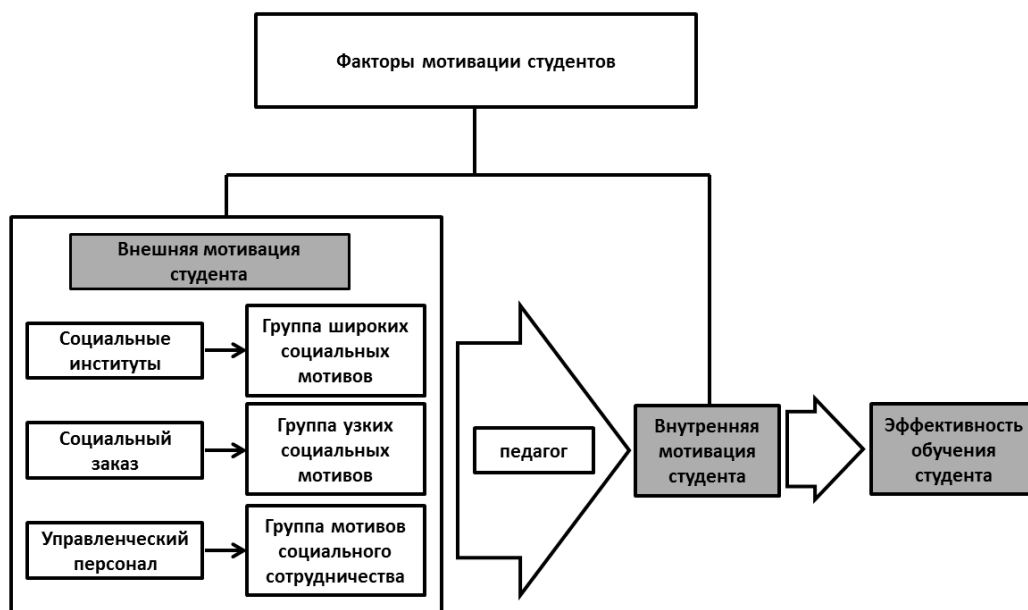 Факторы мотивации студентов
Внешняя мотивация
студента
Социальные
институты
Группа широких
социальных
мотивов
Социальный
заказ
Группа узких
социальных
мотивов
Управленческий
персонал
Группа мотивов
социального
сотрудничества
педагог
Внутренняя
мотивация
студента
Эффективность
обучения
студента